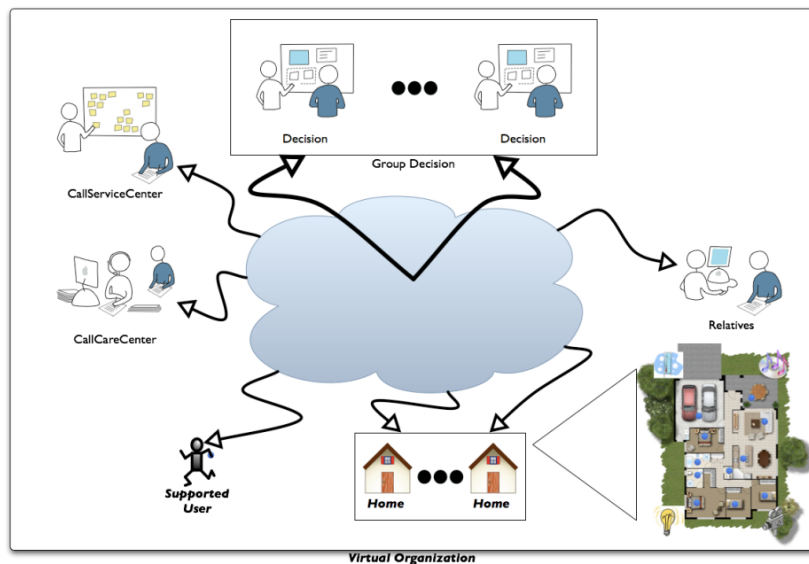 Decision
Decision
Group Decision
CallServiceCenter
CallCareCenter
Relatives
Supported
User
Home
Home
Virtual Organization